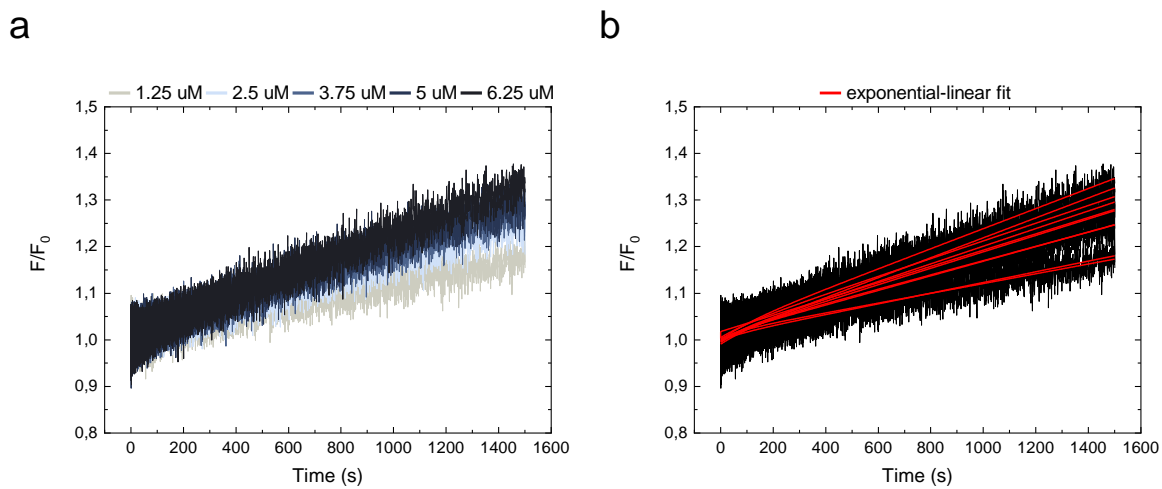 a
1.25 uM 2.5 uM 3.75 uM 5 uM 6.25 uM
1,5
1,4
1,3
1,2
1,1
1,0
0,9
0,8
F/F0
0 200 400 600 800 1000 1200 1400 1600
Time (s)
b
exponential-linear fit
1,5
1,4
1,3
1,2
1,1
1,0
0,9
0,8
F/F0
0 200 400 600 800 1000 1200 1400 1600
Time (s)